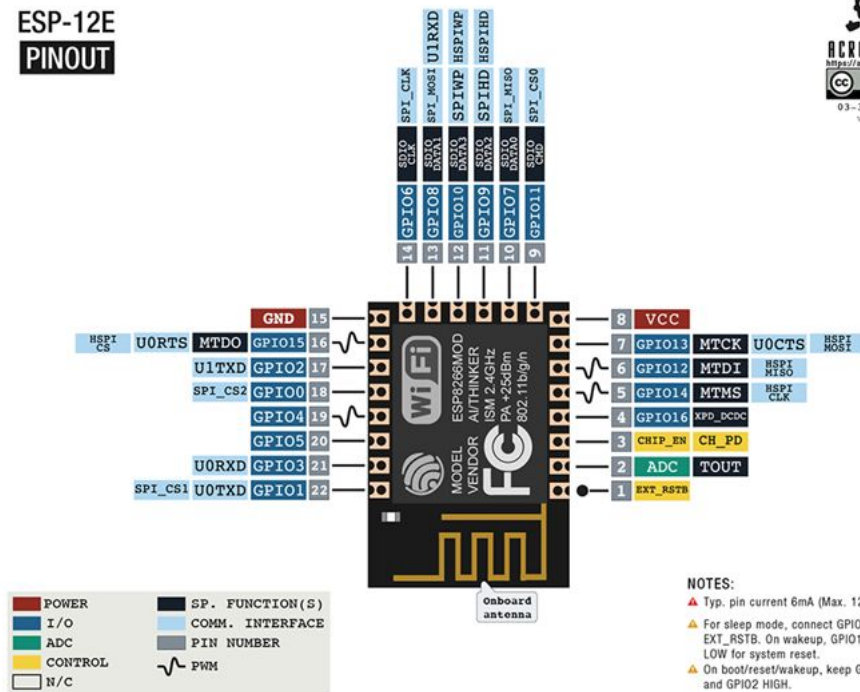 ESP-12E
PINOUT
03-3
U1RXD HSPIWP HSPIHD
SPI_CLK SPI_MOSI SPIWP SPIHD SPI_MISO SPI_CS0
SDIO CLK SDIO DATA1 SDIO DATA3 SDIO DATA2 SDIO DATA0 SDIO CMD
GPIO6 GPIO8 GPIO10 GPIO9 GPIO7 GPIO11
14 13 12 11 10 9
GND 15
HSPI CS U0RTS MTDO GPIO15 16
U1TXD GPIO2 17
SPI_CS2 GPIO0 18
GPIO4 19
GPIO5 20
U0RXD GPIO3 21
SPI_CS1 U0TXD GPIO1 22
WiFi
MODEL ESP8266MOD
VENDOR AI/THINKER
ISM 2.4GHz
PA +25dBm
802.11b/g/n
FC
8 VCC
7 GPIO13 MTCK U0CTS HSPI MOSI
6 GPIO12 MTDI HSPI MISO
5 GPIO14 MTMS HSPI CLK
4 GPIO16 XPD_DCDC
3 CHIP_EN CH_PD
2 ADC TOUT
1 EXT_RSTB
Onboard
antenna
POWER
I/O
ADC
CONTROL
N/C
SP. FUNCTION(S)
COMM. INTERFACE
PIN NUMBER
PWM
NOTES:
Typ. pin current 6mA (Max. 12
For sleep mode, connect GPIO
EXT_RSTB. On wakeup, GPIO1
LOW for system reset.
On boot/reset/wakeup, keep G
and GPIO2 HIGH.